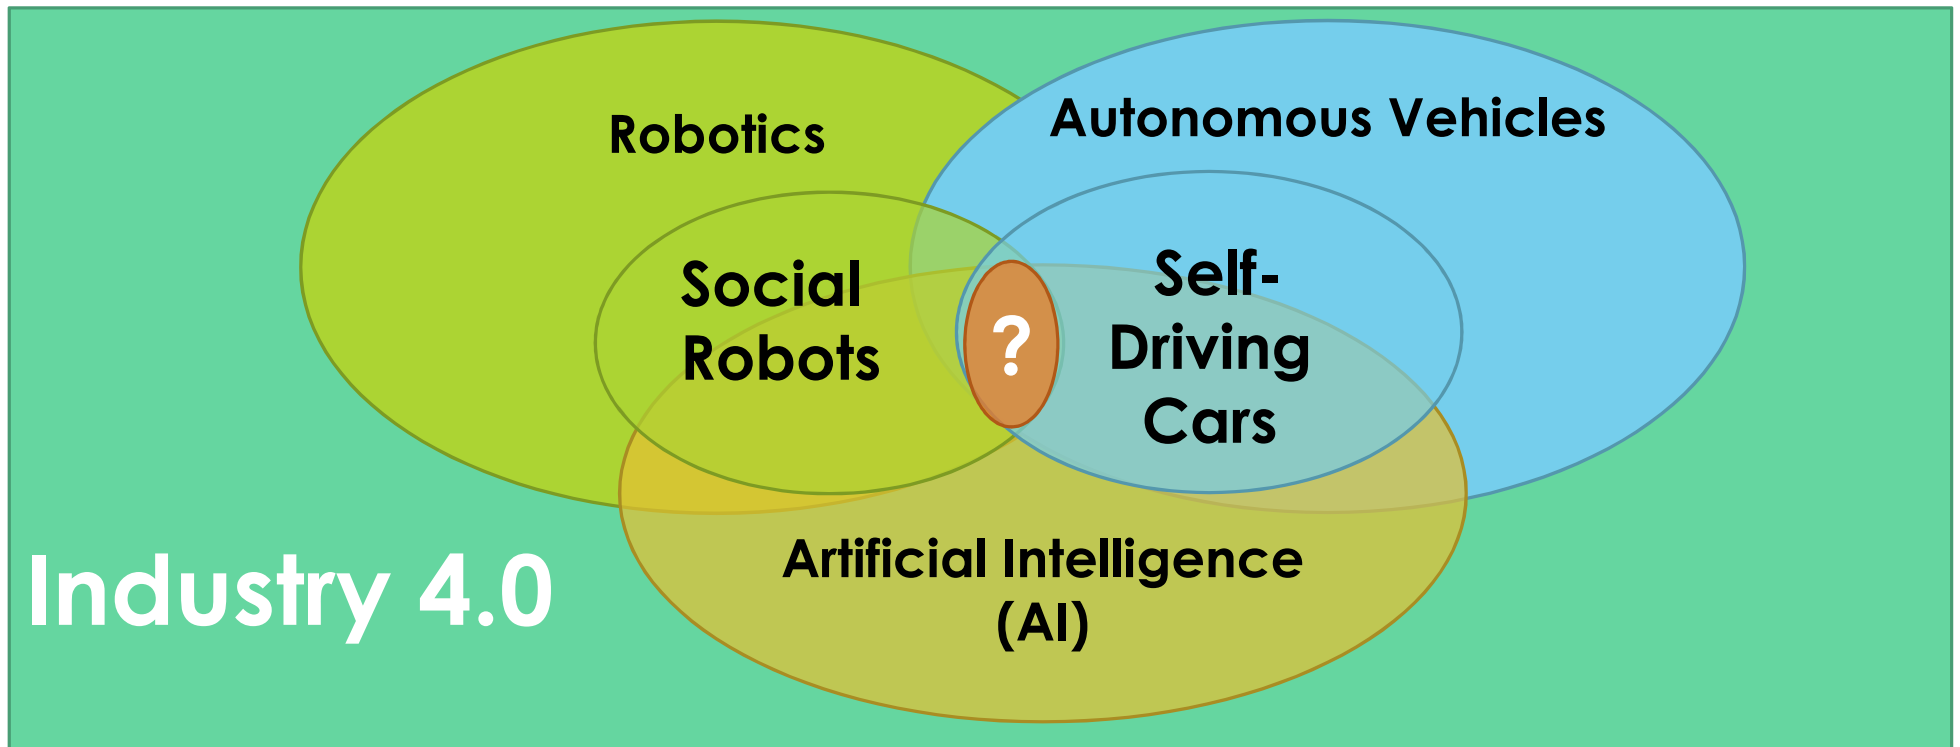 Robotics
Autonomous Vehicles
Social
Robots
?
Self-
Driving
Cars
Artificial Intelligence
(AI)
Industry 4.0